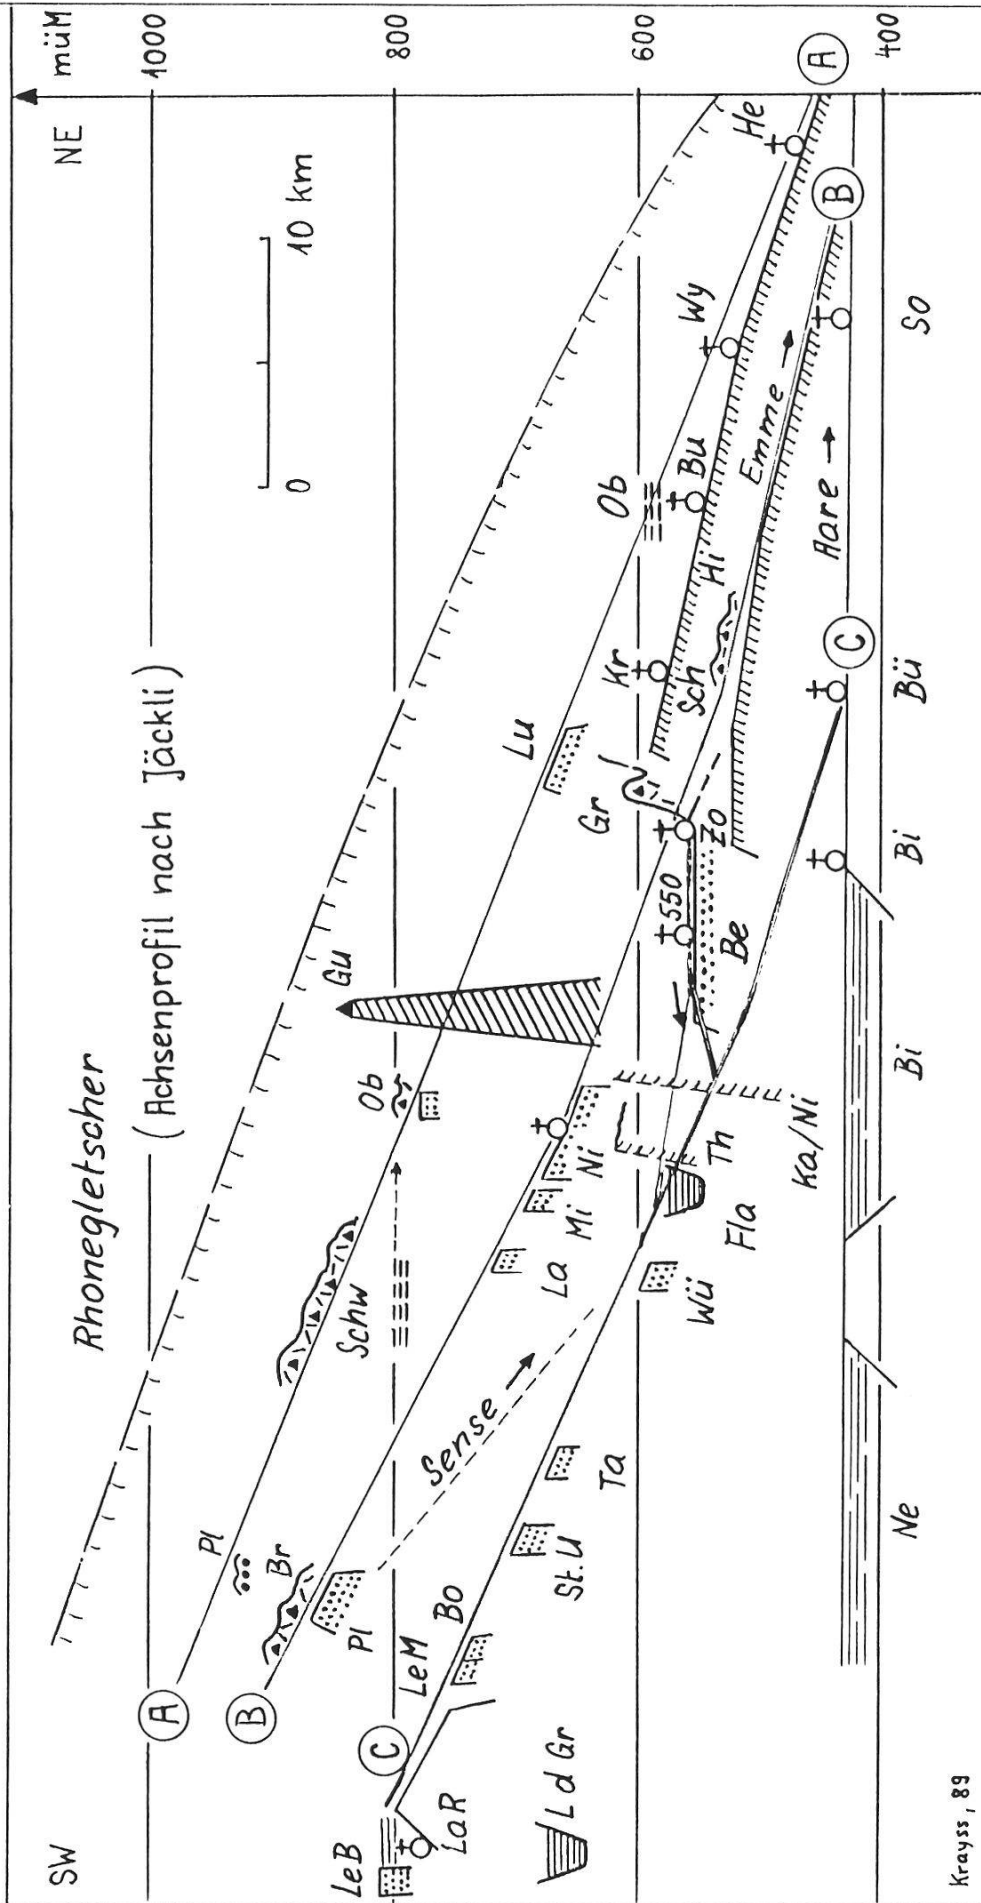 SW
NE
müM
1000
800
600
400
Rhonegletscher
(Achsenprofil nach Jäckli)
0
10 km
A
Pl
Schw
Ob
Gu
Lu
Ob
Wy
He
A
B
Br
Pl
La
Mi
Ni
Gr
Kr
Bu
Sch
Hi
Emme
B
C
LeB
LaR
LeM
Bo
St.U
Ta
Sense
Wü
Fla
Th
Ka/Ni
550
Be
Zo
Aare
C
L d Gr
Ne
Bi
Bi
Bü
So
Krayss, 89